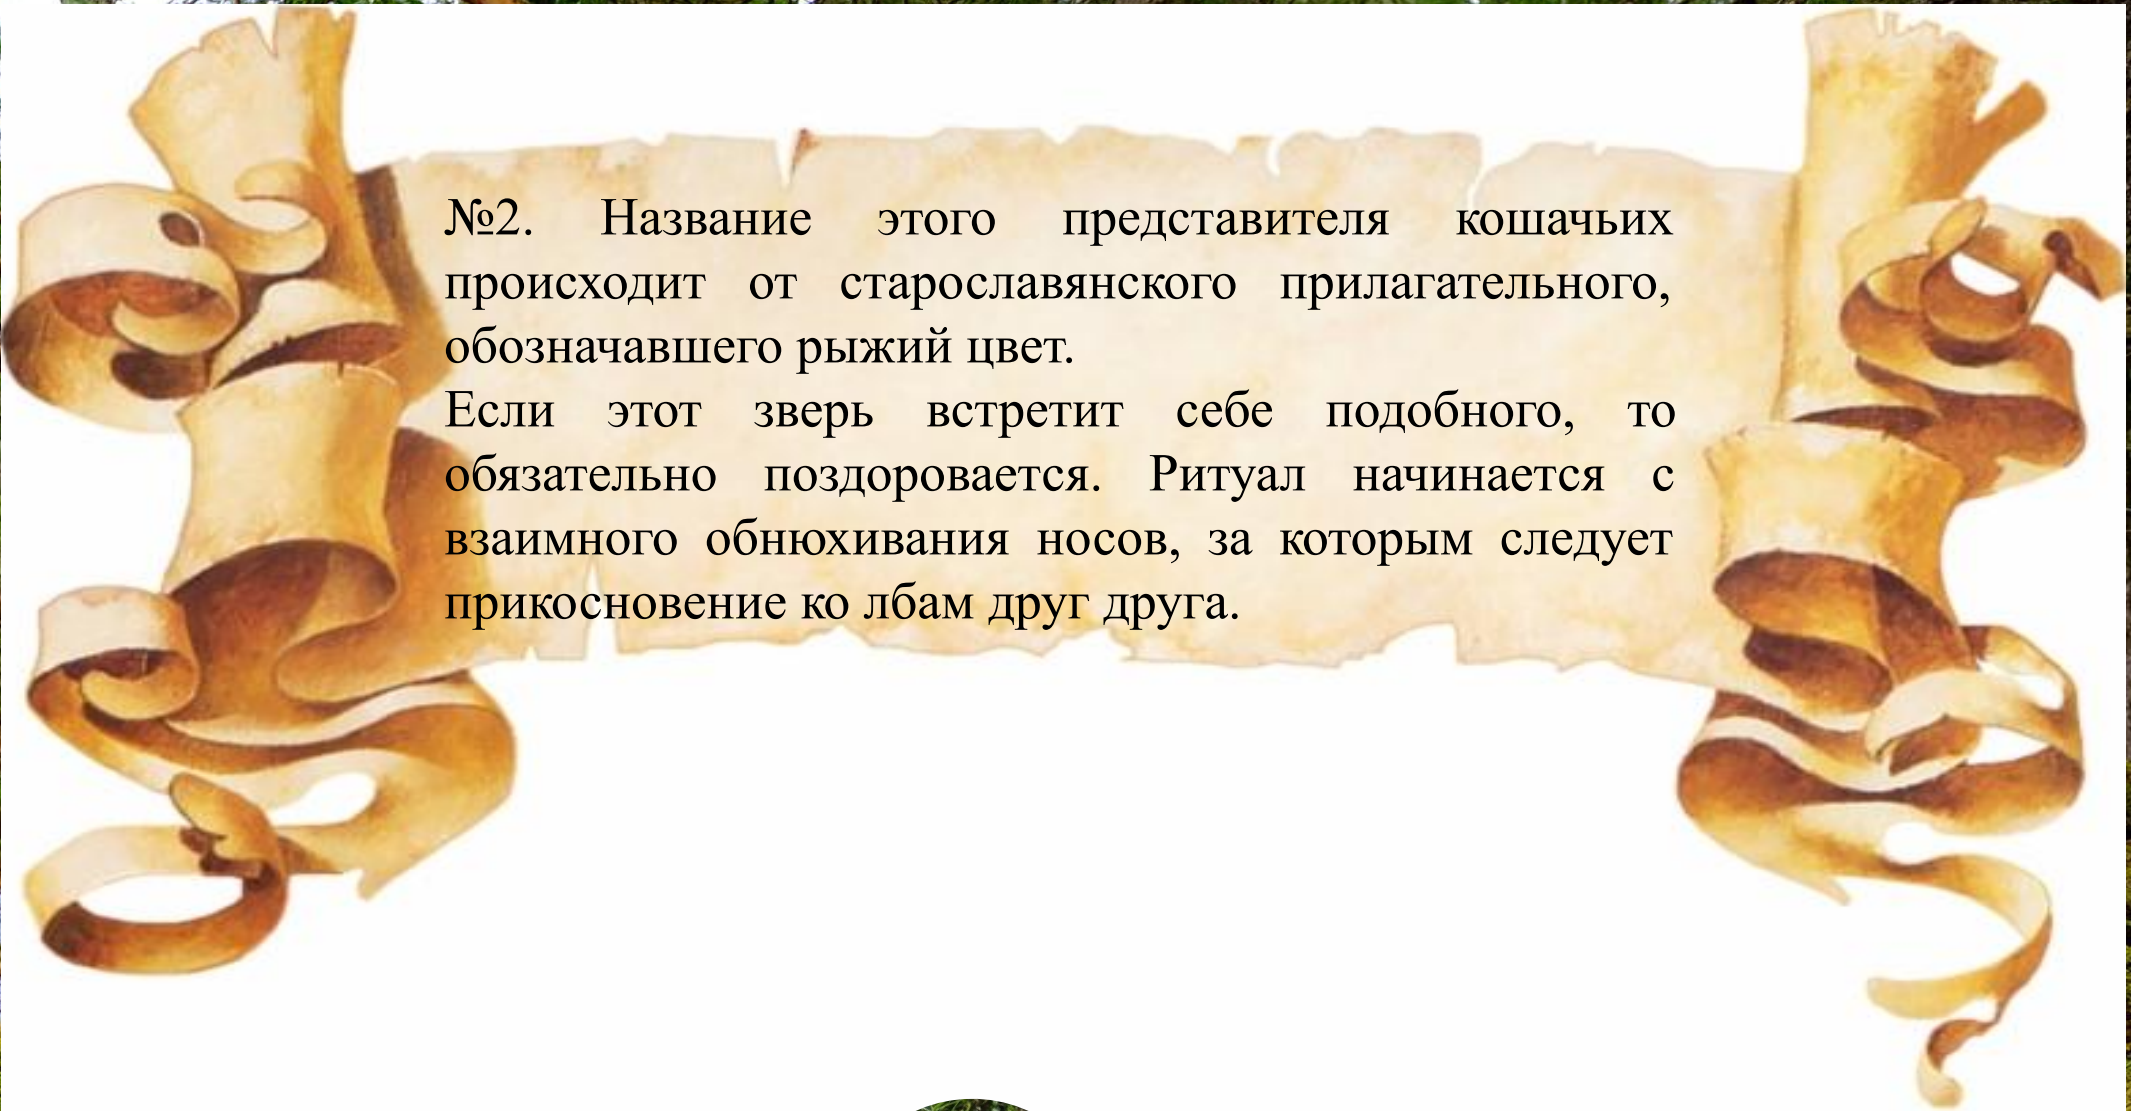 №2. Название этого представителя кошачьих
происходит от старославянского прилагательного,
обозначавшего рыжий цвет.
Если этот зверь встретит себе подобного, то
обязательно поздоровается. Ритуал начинается с
взаимного обнюхивания носов, за которым следует
прикосновение ко лбам друг друга.